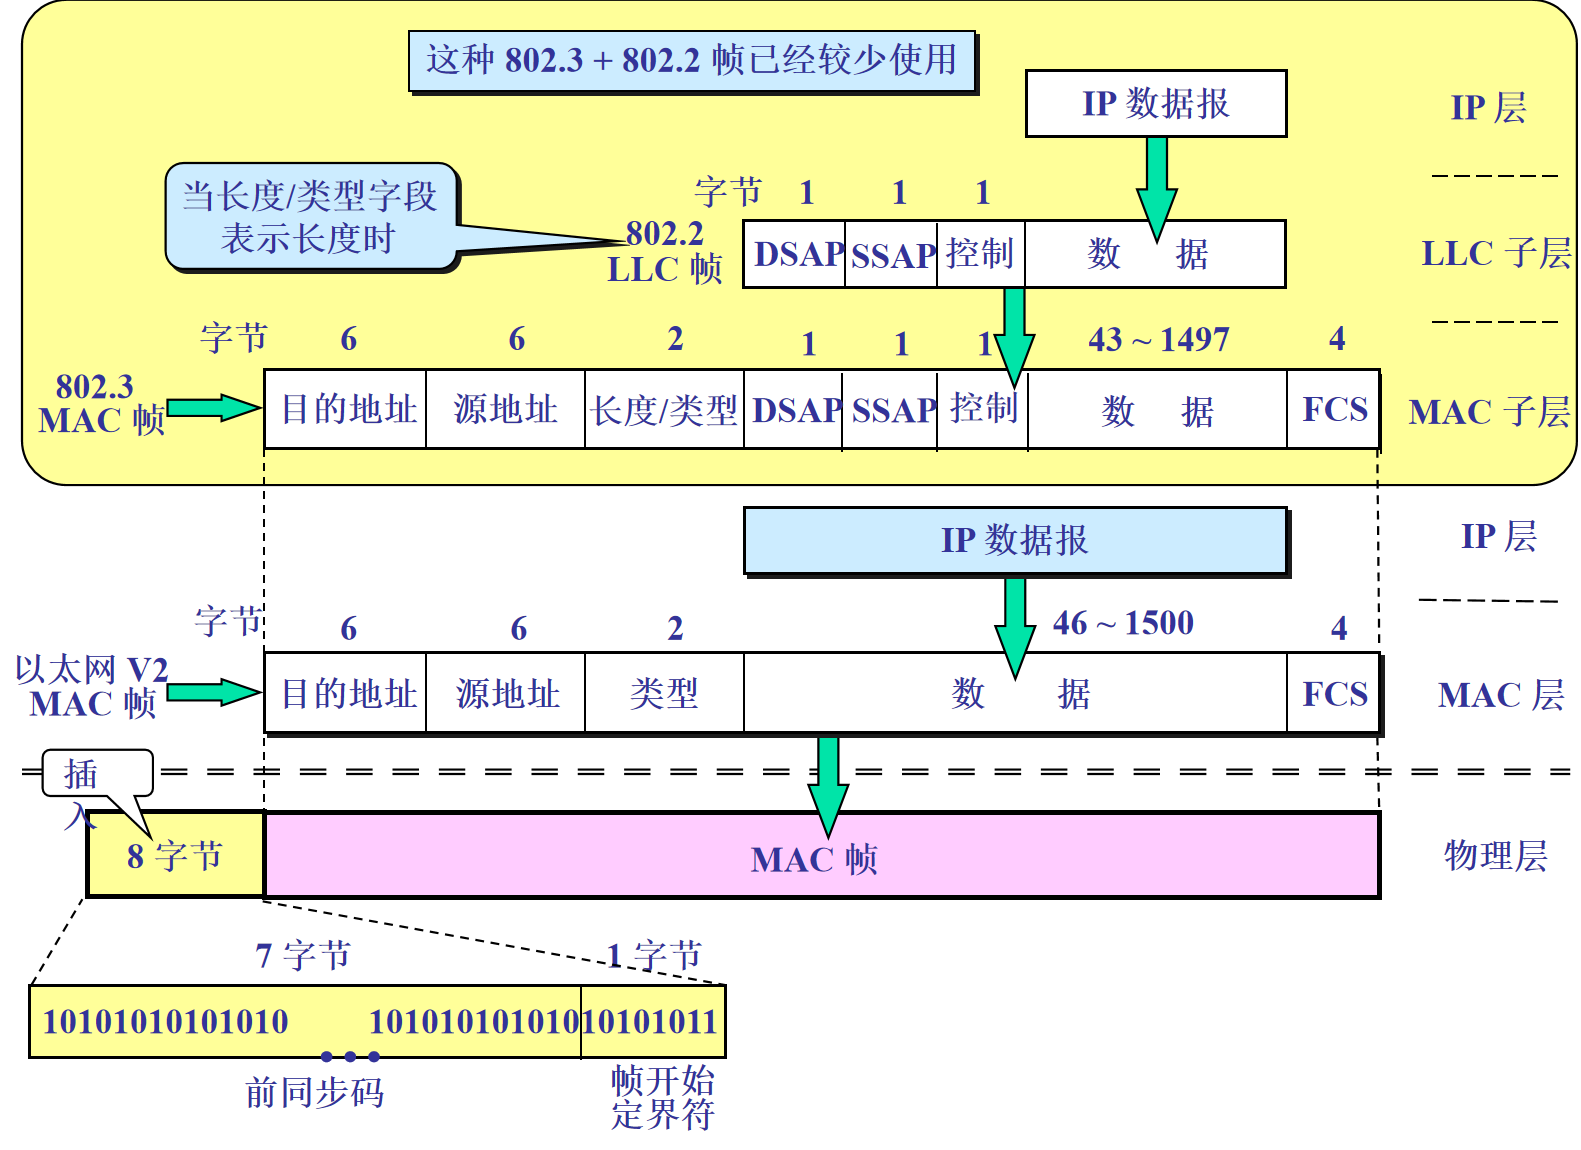 这种 802.3 + 802.2 帧已经较少使用
IP 数据报
IP 层
当长度/类型字段
表示长度时
字节 1 1 1
802.2
LLC 帧
DSAP SSAP 控制 数 据
LLC 子层
字节 6 6 2 1 1 1 43 ~ 1497 4
802.3
MAC 帧
目的地址 源地址 长度/类型 DSAP SSAP 控制 数 据 FCS
MAC 子层
IP 数据报
IP 层
字节 6 6 2 46 ~ 1500 4
以太网 V2
MAC 帧
目的地址 源地址 类型 数 据 FCS
MAC 层
插
入
8 字节
MAC 帧
物理层
7 字节 1 字节
10101010101010 101010101010 10101011
前同步码
帧开始
定界符